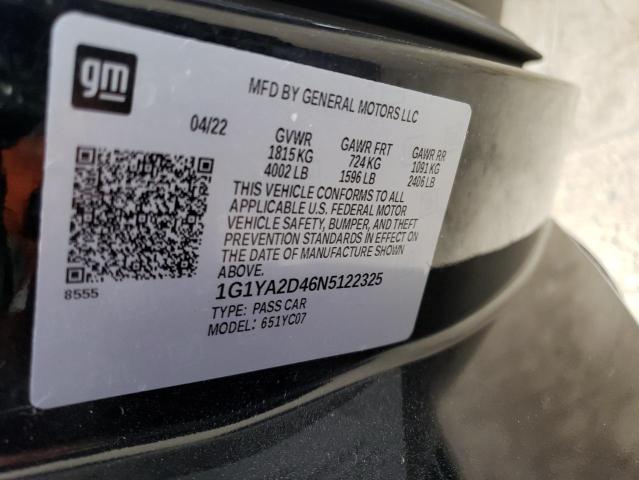 gm
MFD BY GENERAL MOTORS LLC
04/22 GVWR GAWR FRT GAWR RR
1815 KG 724 KG 1091 KG
4002 LB 1596 LB 2406 LB
THIS VEHICLE CONFORMS TO ALL
APPLICABLE U.S. FEDERAL MOTOR
VEHICLE SAFETY, BUMPER, AND THEFT
PREVENTION STANDARDS IN EFFECT ON
THE DATE OF MANUFACTURE SHOWN
ABOVE.
8555
1G1YA2D46N5122325
TYPE: PASS CAR
MODEL: 651YC07